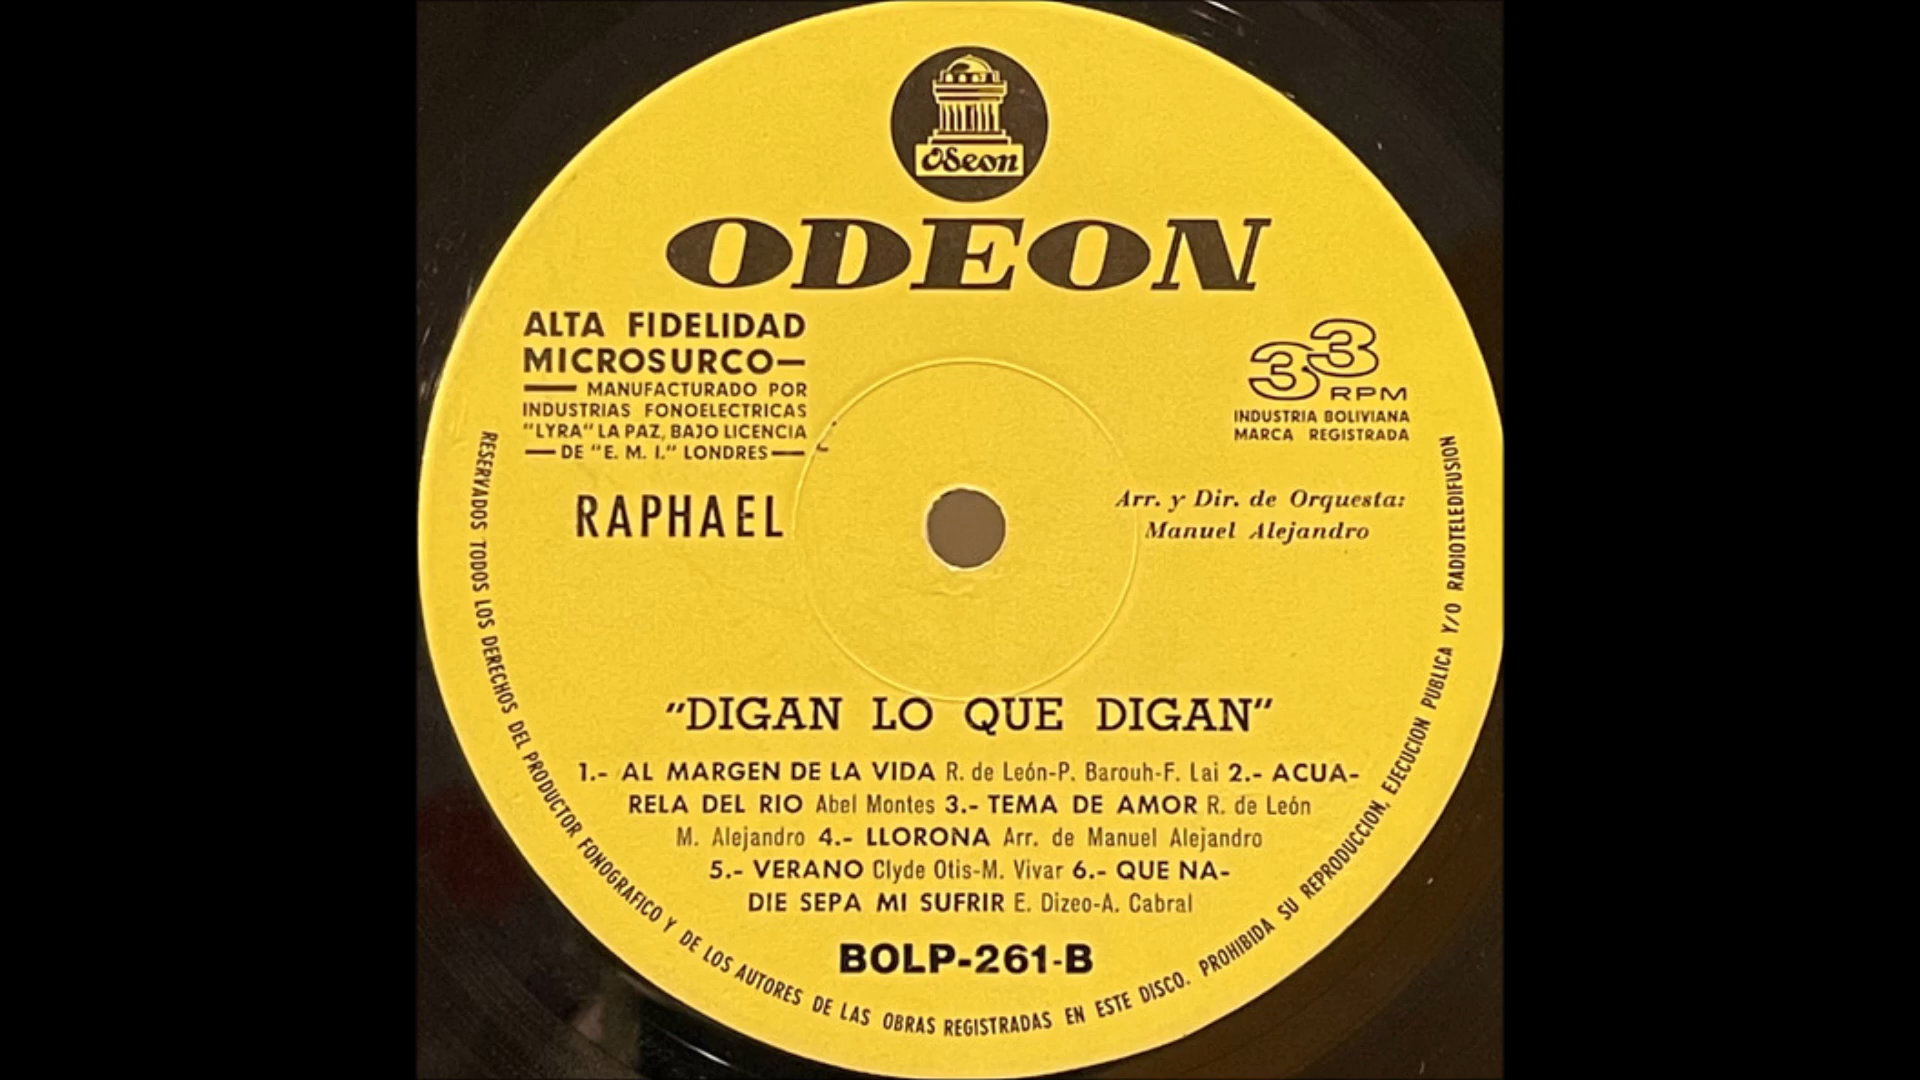 Odeon
ODEON
ALTA FIDELIDAD
MICROSURCO—
— MANUFACTURADO POR
INDUSTRIAS FONOELECTRICAS
"LYRA" LA PAZ, BAJO LICENCIA
— DE "E. M. I." LONDRES —
33
RPM
INDUSTRIA BOLIVIANA
MARCA REGISTRADA
RAPHAEL
Arr. y Dir. de Orquesta:
Manuel Alejandro
"DIGAN LO QUE DIGAN"
1.- AL MARGEN DE LA VIDA R. de León-P. Barouh-F. Lai 2.- ACUA-
RELA DEL RIO Abel Montes 3.- TEMA DE AMOR R. de León
M. Alejandro 4.- LLORONA Arr. de Manuel Alejandro
5.- VERANO Clyde Otis-M. Vivar 6.- QUE NA-
DIE SEPA MI SUFRIR E. Dizeo-A. Cabral
BOLP-261-B
RESERVADOS TODOS LOS DERECHOS DEL PRODUCTOR FONOGRAFICO Y DE LOS AUTORES DE LAS OBRAS REGISTRADAS EN ESTE DISCO. PROHIBIDA SU REPRODUCCION, EJECUCION PUBLICA Y/O RADIOTELEDIFUSION